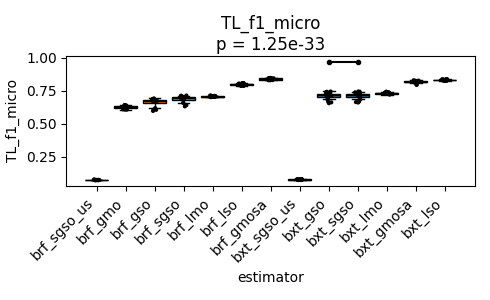 TL_f1_micro
p = 1.25e-33
TL_f1_micro
1.00
0.75
0.50
0.25
brf_sgso_us
brf_gmo
brf_gso
brf_sgso
brf_lmo
brf_lso
brf_gmosa
bxt_sgso_us
bxt_gso
bxt_sgso
bxt_lmo
bxt_gmosa
bxt_lso
estimator